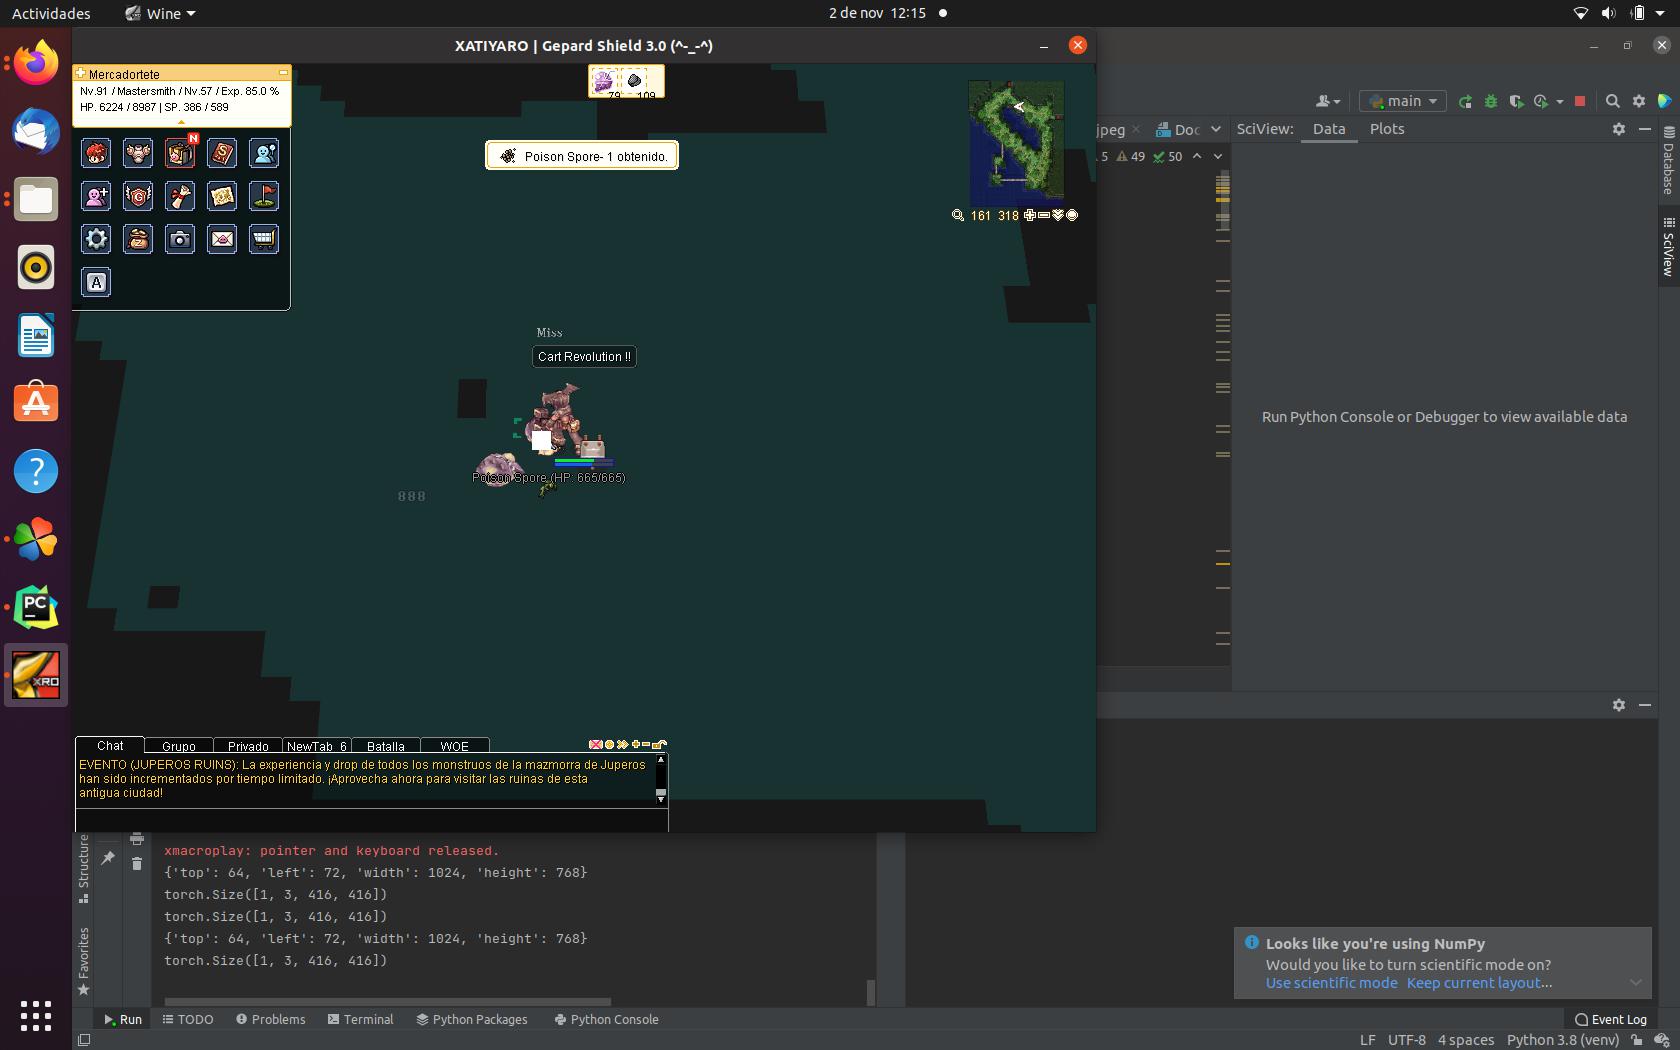 Actividades
Wine
2 de nov 12:15
XATIYARO | Gepard Shield 3.0 (^-_-^)
Mercadortete
Nv.91 / Mastersmith / Nv.57 / Exp. 85.0 %
HP. 6224 / 8987 | SP. 386 / 589
N
79
109
Poison Spore- 1 obtenido.
161 318
A
Miss
Cart Revolution !!
Poison Spore (HP: 665/665)
888
Chat
Grupo
Privado
NewTab_6
Batalla
WOE
EVENTO (JUPEROS RUINS): La experiencia y drop de todos los monstruos de la mazmorra de Juperos
han sido incrementados por tiempo limitado. ¡Aprovecha ahora para visitar las ruinas de esta
antigua ciudad!
main
jpeg
Doc
SciView:
Data
Plots
5
49
50
Database
SciView
Run Python Console or Debugger to view available data
PC
XRO
Structure
Favorites
xmacroplay: pointer and keyboard released.
{'top': 64, 'left': 72, 'width': 1024, 'height': 768}
torch.Size([1, 3, 416, 416])
torch.Size([1, 3, 416, 416])
{'top': 64, 'left': 72, 'width': 1024, 'height': 768}
torch.Size([1, 3, 416, 416])
Looks like you're using NumPy
Would you like to turn scientific mode on?
Use scientific mode Keep current layout...
Run
TODO
Problems
Terminal
Python Packages
Python Console
Event Log
LF UTF-8 4 spaces Python 3.8 (venv)